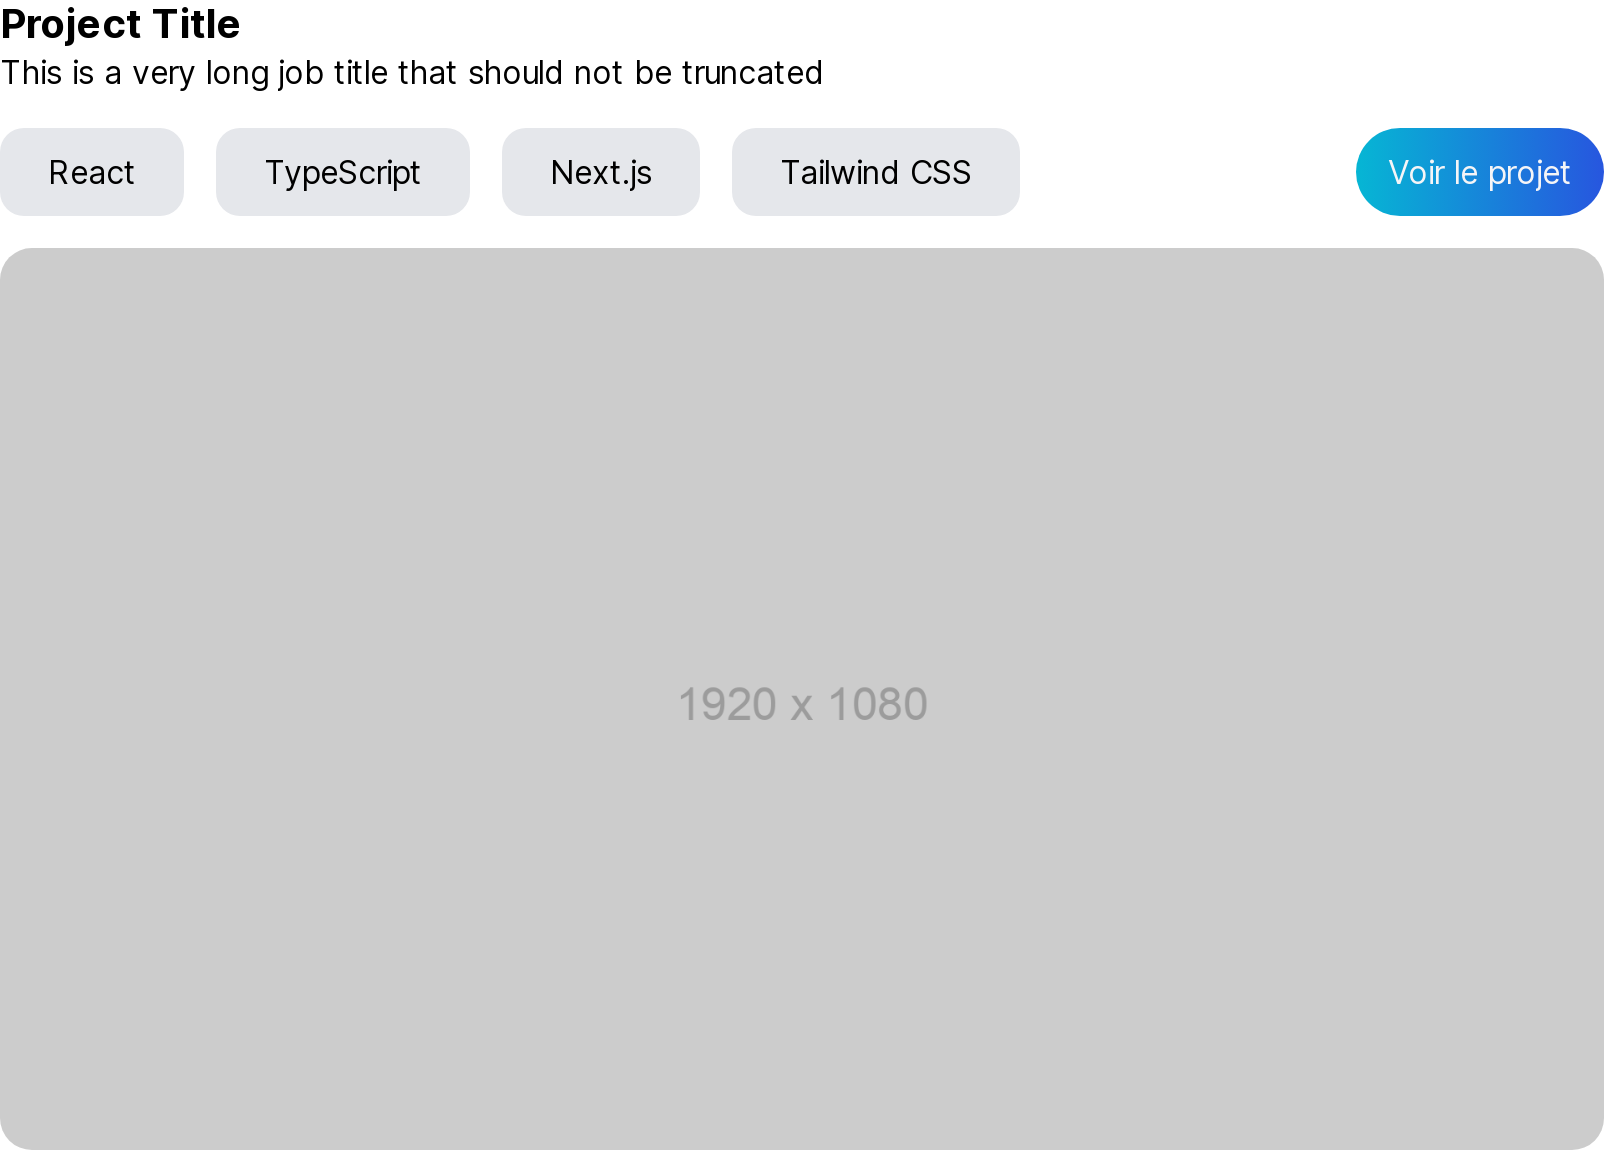 Project Title
This is a very long job title that should not be truncated
React TypeScript Next.js Tailwind CSS Voir le projet
1920 x 1080